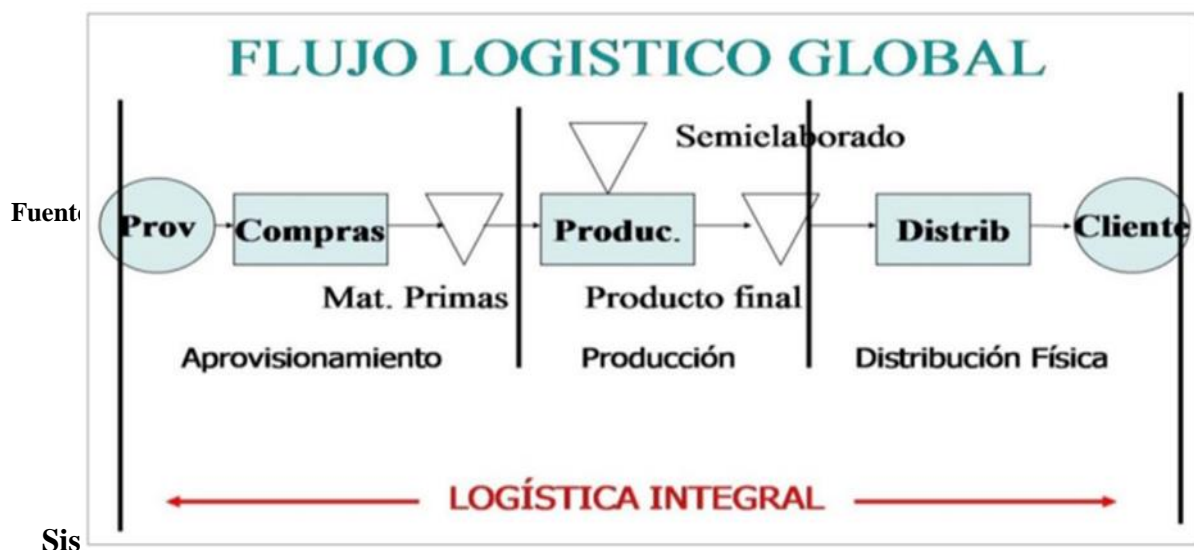 FLUJO LOGISTICO GLOBAL
Semielaborado
Prov
Compras
Produc.
Distrib
Cliente
Mat. Primas
Producto final
Aprovisionamiento
Producción
Distribución Física
LOGÍSTICA INTEGRAL